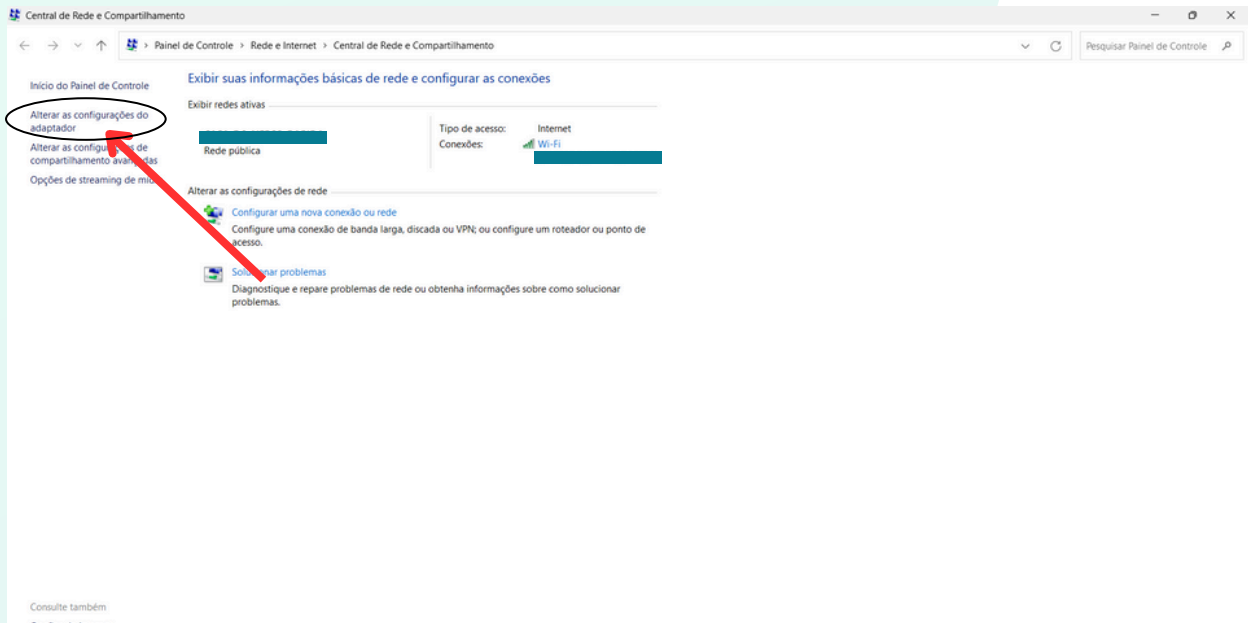 Central de Rede e Compartilhamento
Painel de Controle > Rede e Internet > Central de Rede e Compartilhamento
Pesquisar Painel de Controle
Início do Painel de Controle
Alterar as configurações do
adaptador
Alterar as de
compartilhamento
Opções de streaming de
Exibir suas informações básicas de rede e configurar as conexões
Exibir redes ativas
Rede pública
Tipo de acesso: Internet
Conexões: Wi-Fi
Alterar as configurações de rede
Configurar uma nova conexão ou rede
Configure uma conexão de banda larga, discada ou VPN; ou configure um roteador ou ponto de
acesso.
problemas
Diagnostique e repare problemas de rede ou obtenha informações sobre como solucionar
problemas.
Consulte também